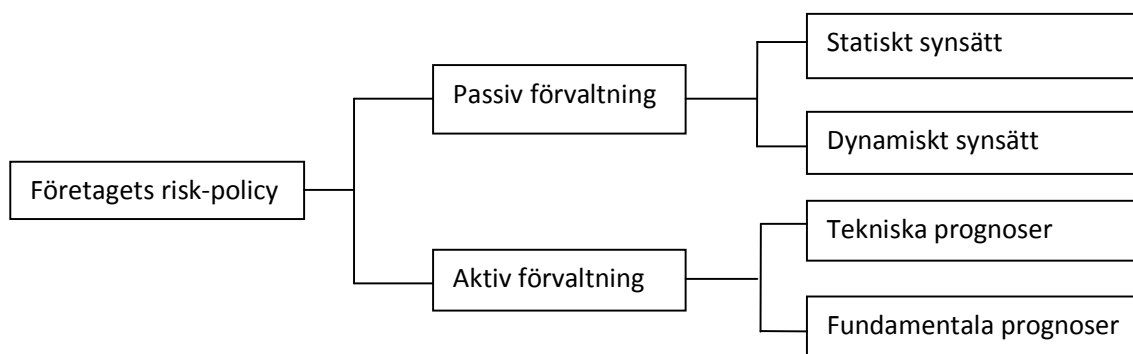 Statiskt synsätt
Passiv förvaltning
Dynamiskt synsätt
Företagets risk-policy
Tekniska prognoser
Aktiv förvaltning
Fundamentala prognoser